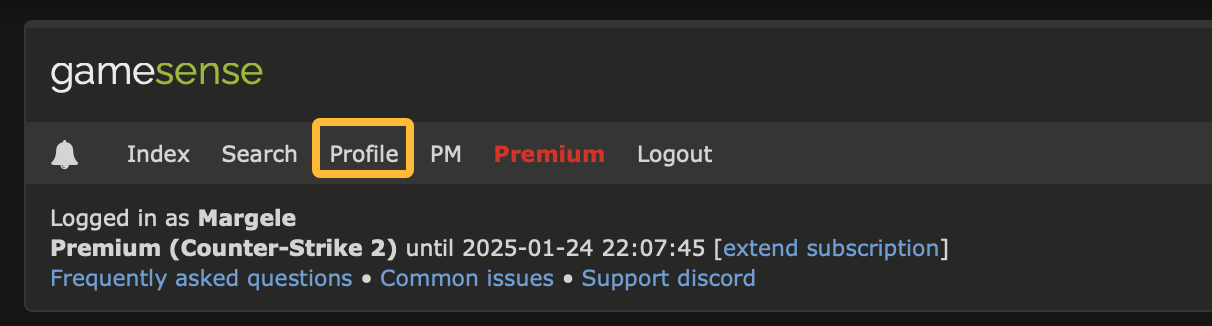 gamesense
Index Search Profile PM Premium Logout
Logged in as Margele
Premium (Counter-Strike 2) until 2025-01-24 22:07:45 [extend subscription]
Frequently asked questions • Common issues • Support discord